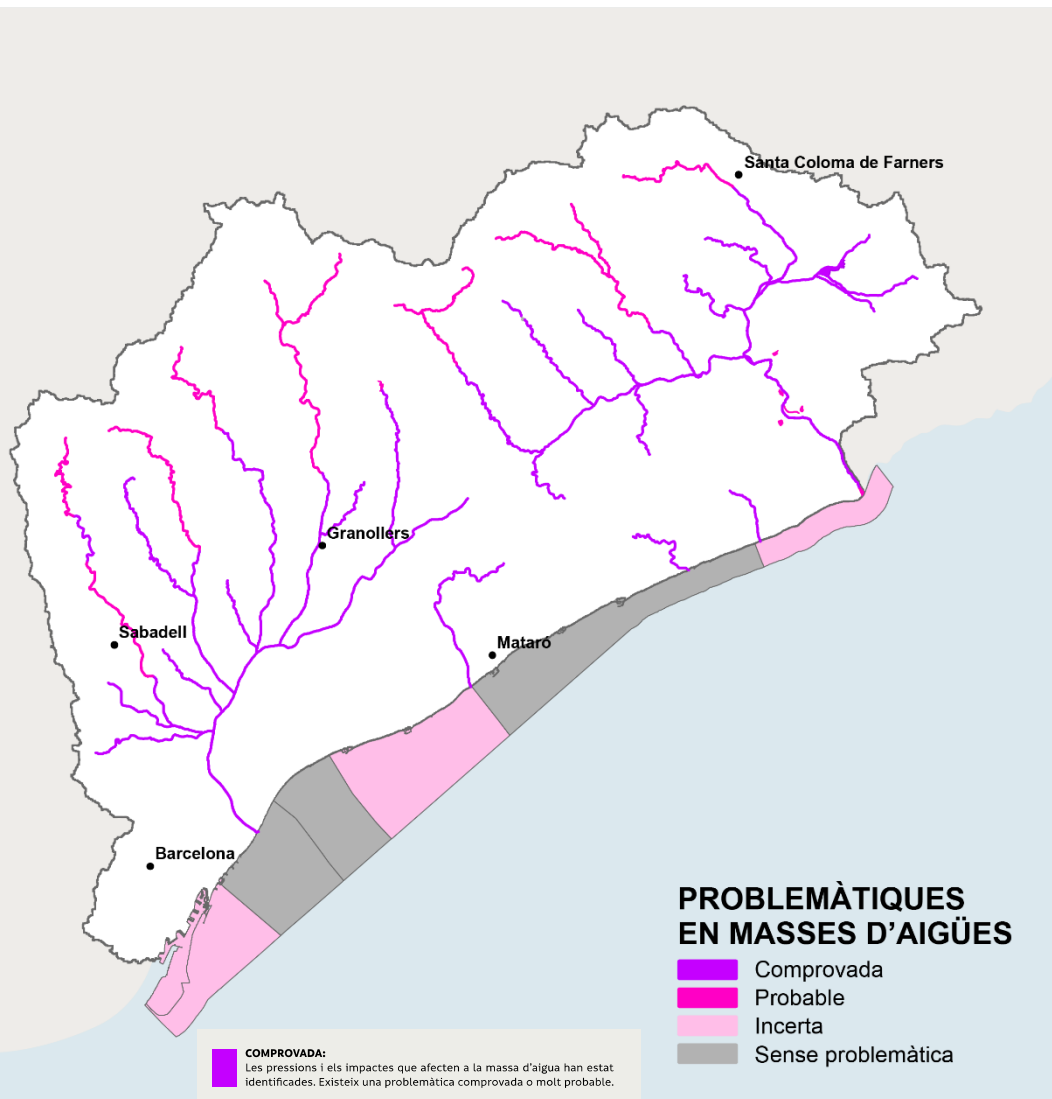 Santa Coloma de Farners
Granollers
Sabadell
Mataró
Barcelona
PROBLEMÀTIQUES
EN MASSES D'AIGÜES
Comprovada
Probable
Incerta
Sense problemàtica
COMPROVADA:
Les pressions i els impactes que afecten a la massa d'aigua han estat
identificades. Existeix una problemàtica comprovada o molt probable.